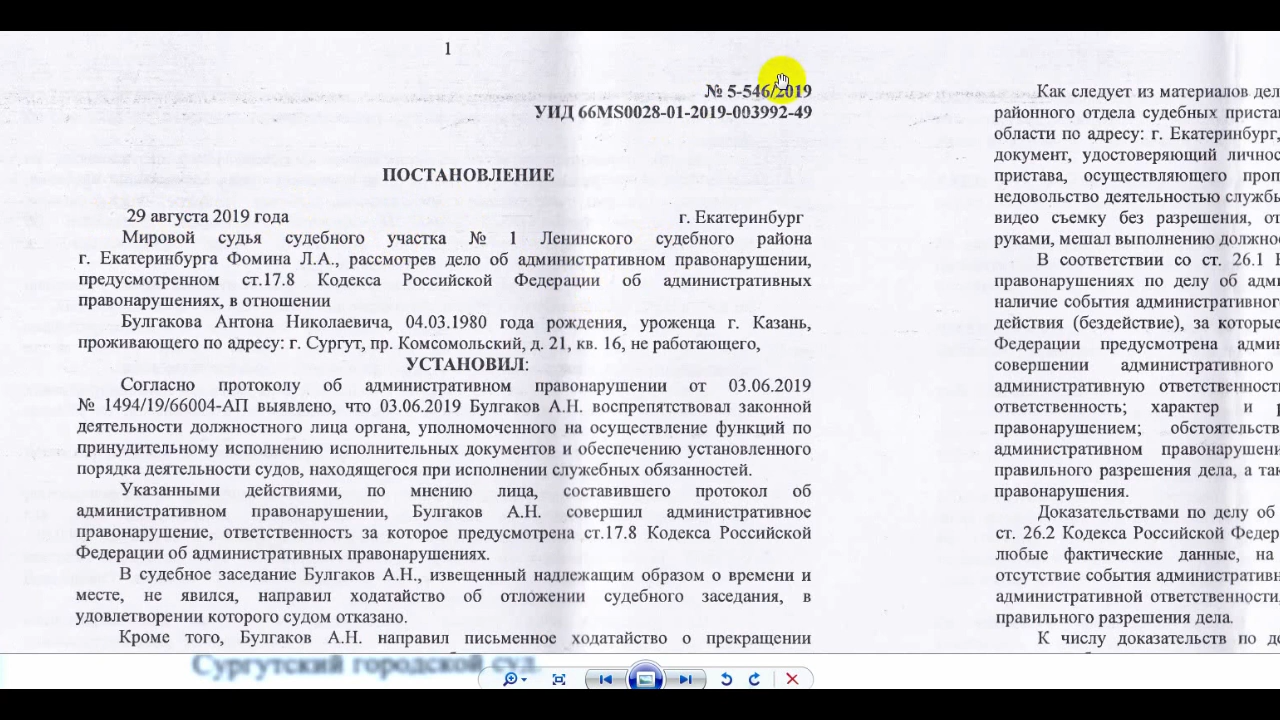 1
№ 5-546/2019
УИД 66MS0028-01-2019-003992-49
ПОСТАНОВЛЕНИЕ
29 августа 2019 года г. Екатеринбург
Мировой судья судебного участка № 1 Ленинского судебного района
г. Екатеринбурга Фомина Л.А., рассмотрев дело об административном правонарушении,
предусмотренном ст.17.8 Кодекса Российской Федерации об административных
правонарушениях, в отношении
Булгакова Антона Николаевича, 04.03.1980 года рождения, уроженца г. Казань,
проживающего по адресу: г. Сургут, пр. Комсомольский, д. 21, кв. 16, не работающего,
УСТАНОВИЛ:
Согласно протоколу об административном правонарушении от 03.06.2019
№ 1494/19/66004-АП выявлено, что 03.06.2019 Булгаков А.Н. воспрепятствовал законной
деятельности должностного лица органа, уполномоченного на осуществление функций по
принудительному исполнению исполнительных документов и обеспечению установленного
порядка деятельности судов, находящегося при исполнении служебных обязанностей.
Указанными действиями, по мнению лица, составившего протокол об
административном правонарушении, Булгаков А.Н. совершил административное
правонарушение, ответственность за которое предусмотрена ст.17.8 Кодекса Российской
Федерации об административных правонарушениях.
В судебное заседание Булгаков А.Н., извещенный надлежащим образом о времени и
месте, не явился, направил ходатайство об отложении судебного заседания, в
удовлетворении которого судом отказано.
Кроме того, Булгаков А.Н. направил письменное ходатайство о прекращении
Как следует из материалов дел
районного отдела судебных пристав
области по адресу: г. Екатеринбург,
документ, удостоверяющий личнос
пристава, осуществляющего проп
недовольство деятельностью службы
видео съемку без разрешения, от
руками, мешал выполнению должнос
В соответствии со ст. 26.1
правонарушениях по делу об адми
наличие события административного
действия (бездействие), за которые
Федерации предусмотрена админ
совершении административного
административную ответственность
ответственность; характер и р
правонарушением; обстоятельств
административном правонарушени
правильного разрешения дела, а так
правонарушения.
Доказательствами по делу об
ст. 26.2 Кодекса Российской Федер
любые фактические данные, на
отсутствие события административн
административной ответственности,
правильного разрешения дела.
К числу доказательств по де
Сургутский городской суд.